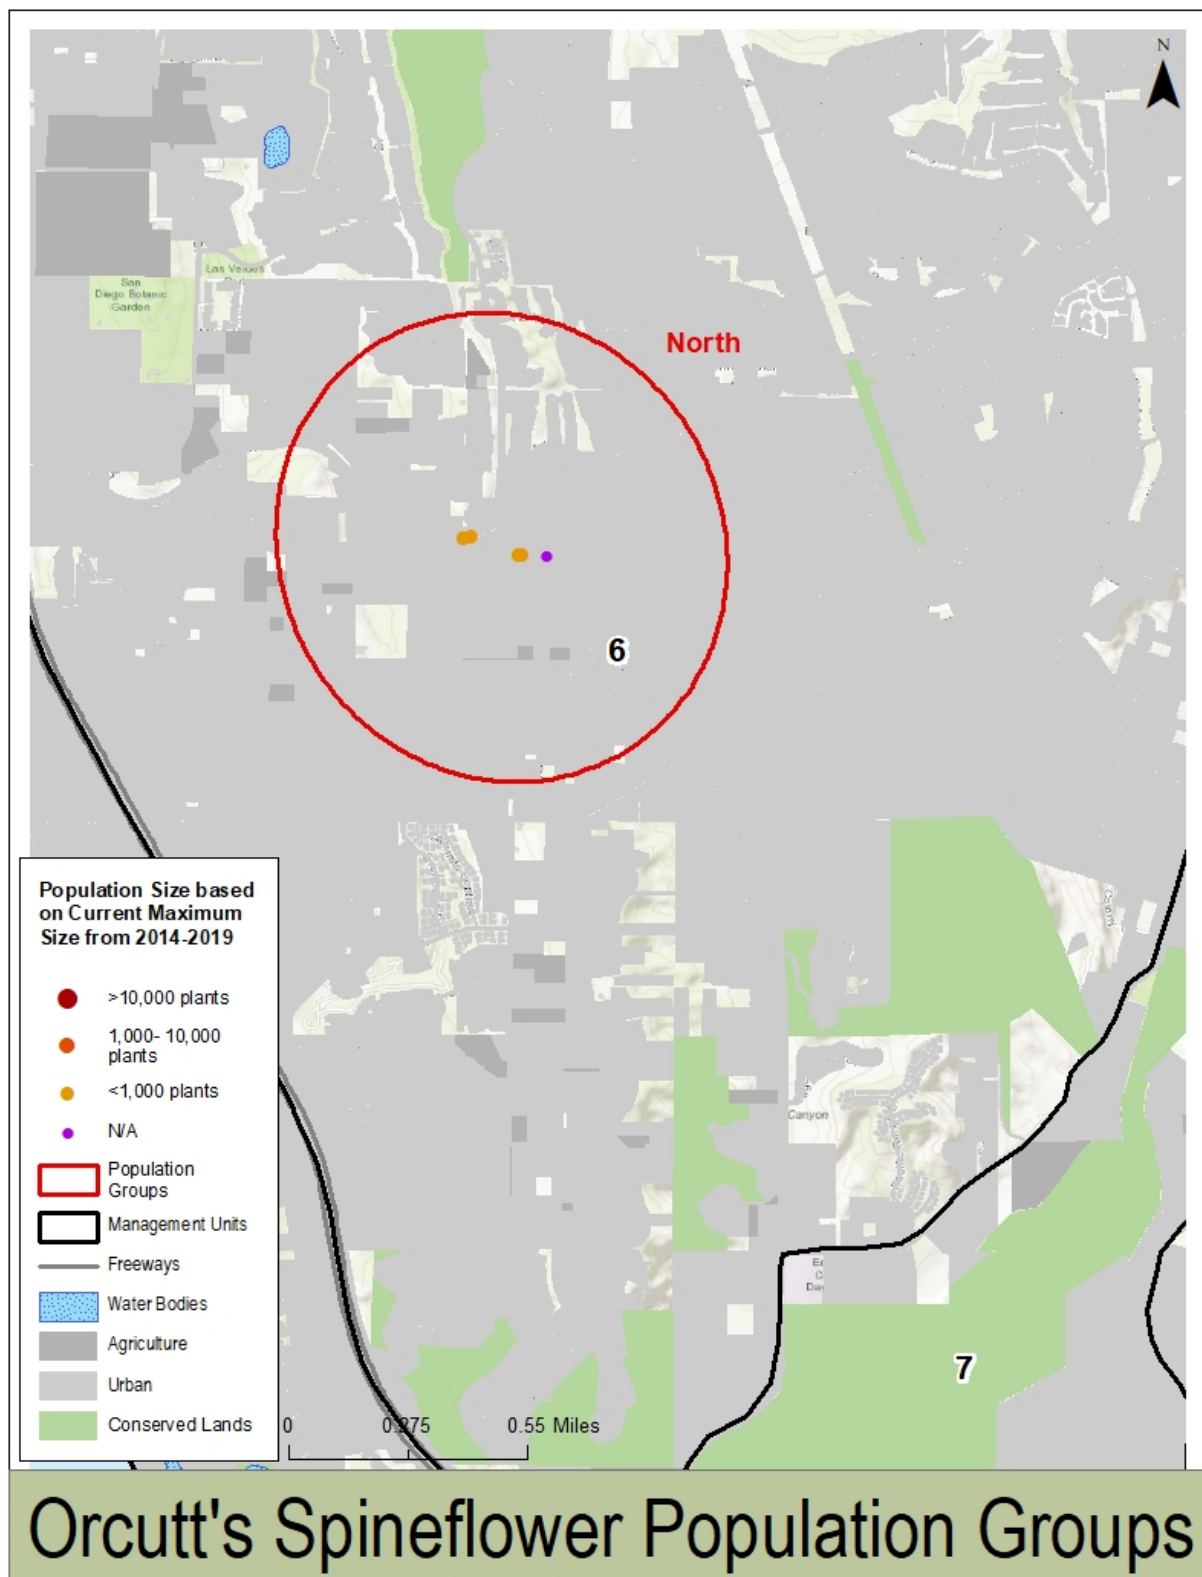 N
Las Ve
San
Diego Botanic
Garden
North
6
Population Size based
on Current Maximum
Size from 2014-2019
>10,000 plants
1,000- 10,000
plants
<1,000 plants
N/A
Population
Groups
Management Units
Freeways
Water Bodies
Agriculture
Urban
Conserved Lands
Canyon
7
0
0.275
0.55 Miles
Orcutt's Spineflower Population Groups